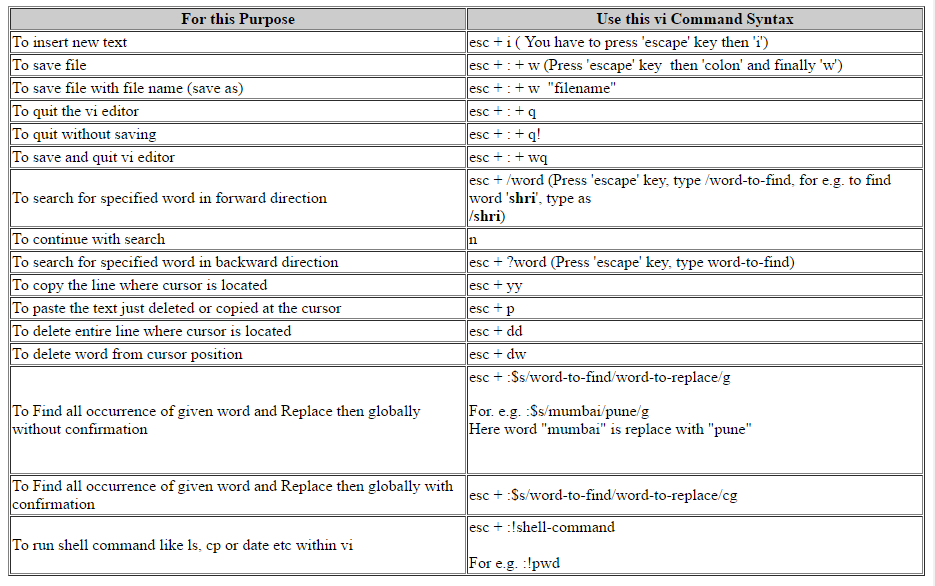 For this Purpose Use this vi Command Syntax
To insert new text esc + i ( You have to press 'escape' key then 'i')
To save file esc + : + w (Press 'escape' key  then 'colon' and finally 'w')
To save file with file name (save as) esc + : + w  "filename"
To quit the vi editor esc + : + q
To quit without saving esc + : + q!
To save and quit vi editor esc + : + wq
To search for specified word in forward direction
esc + /word (Press 'escape' key, type /word-to-find, for e.g. to find
word 'shri', type as
/shri)
To continue with search n
To search for specified word in backward direction esc + ?word (Press 'escape' key, type word-to-find)
To copy the line where cursor is located esc + yy
To paste the text just deleted or copied at the cursor esc + p
To delete entire line where cursor is located esc + dd
To delete word from cursor position esc + dw
To Find all occurrence of given word and Replace then globally
without confirmation
esc + :$s/word-to-find/word-to-replace/g
For. e.g. :$s/mumbai/pune/g
Here word "mumbai" is replace with "pune"
To Find all occurrence of given word and Replace then globally with
confirmation
esc + :$s/word-to-find/word-to-replace/cg
To run shell command like ls, cp or date etc within vi
esc + :!shell-command
For e.g. :!pwd